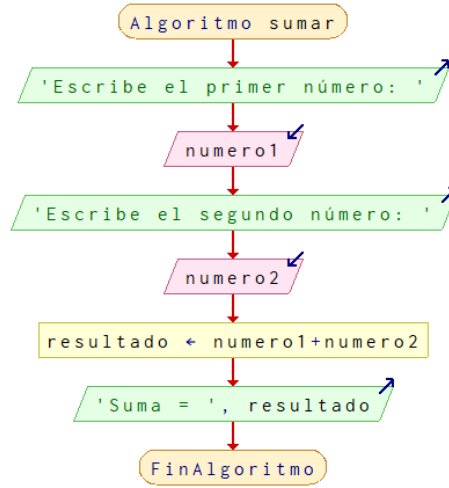 Algoritmo sumar
'Escribe el primer número: '
numero1
'Escribe el segundo número: '
numero2
resultado ← numero1+numero2
'Suma = ', resultado
FinAlgoritmo